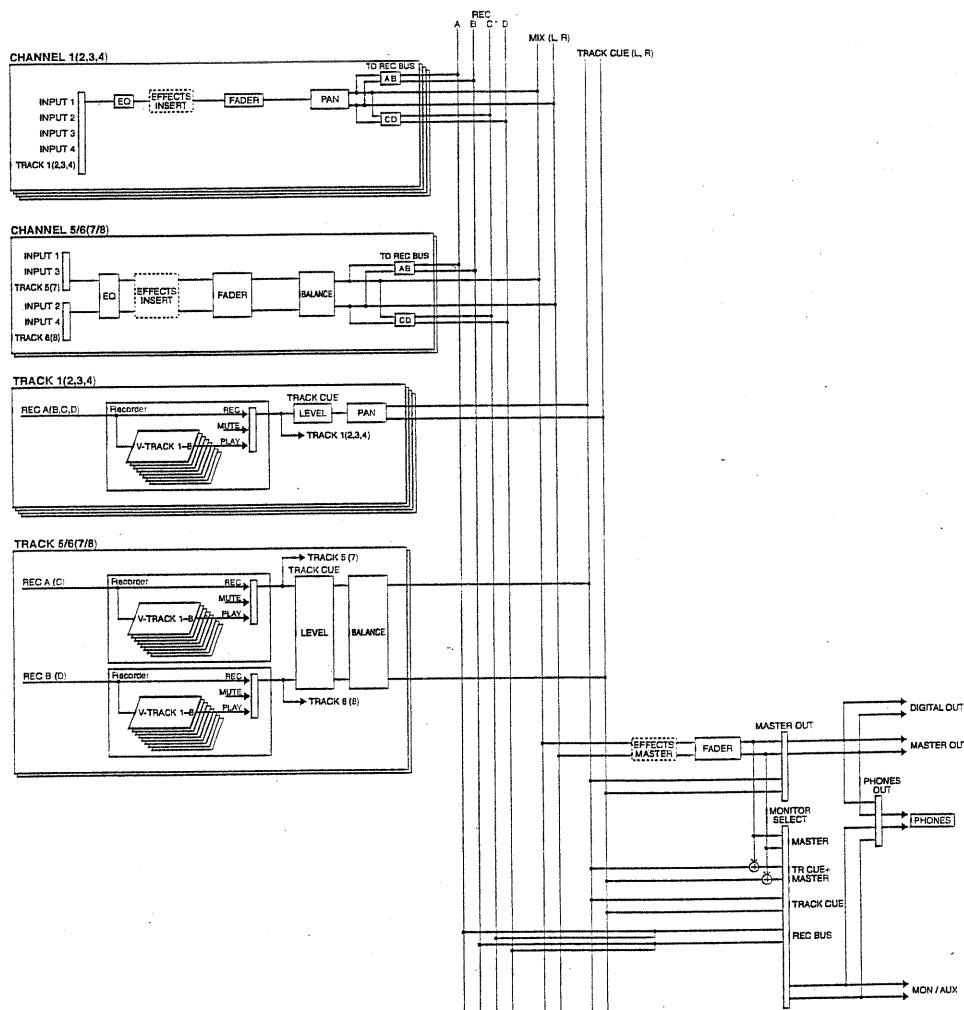 REC
A B C D
MIX (L, R)
TRACK CUE (L, R)
CHANNEL 1(2,3,4)
TO REC BUS
AB
INPUT 1
EQ
EFFECTS
INSERT
FADER
PAN
INPUT 2
CD
INPUT 3
INPUT 4
TRACK 1(2,3,4)
CHANNEL 5/6(7/8)
INPUT 1
TO REC BUS
INPUT 3
AB
TRACK 5(7)
EQ
EFFECTS
INSERT
FADER
BALANCE
INPUT 2
INPUT 4
CD
TRACK 6(8)
TRACK 1(2,3,4)
TRACK CUE
REC A(B,C,D)
Recorder
REC
LEVEL
PAN
MUTE
TRACK 1(2,3,4)
V-TRACK 1–8
PLAY
TRACK 5/6(7/8)
TRACK 5 (7)
TRACK CUE
REC A (C)
Recorder
REC
MUTE
V-TRACK 1–8
PLAY
LEVEL
BALANCE
REC B (D)
Recorder
REC
MUTE
TRACK 6 (8)
V-TRACK 1–8
PLAY
DIGITAL OUT
MASTER OUT
EFFECTS
MASTER
FADER
MASTER OUT
PHONES
OUT
MONITOR
SELECT
PHONES
MASTER
TR CUE+
MASTER
TRACK CUE
REC BUS
MON / AUX